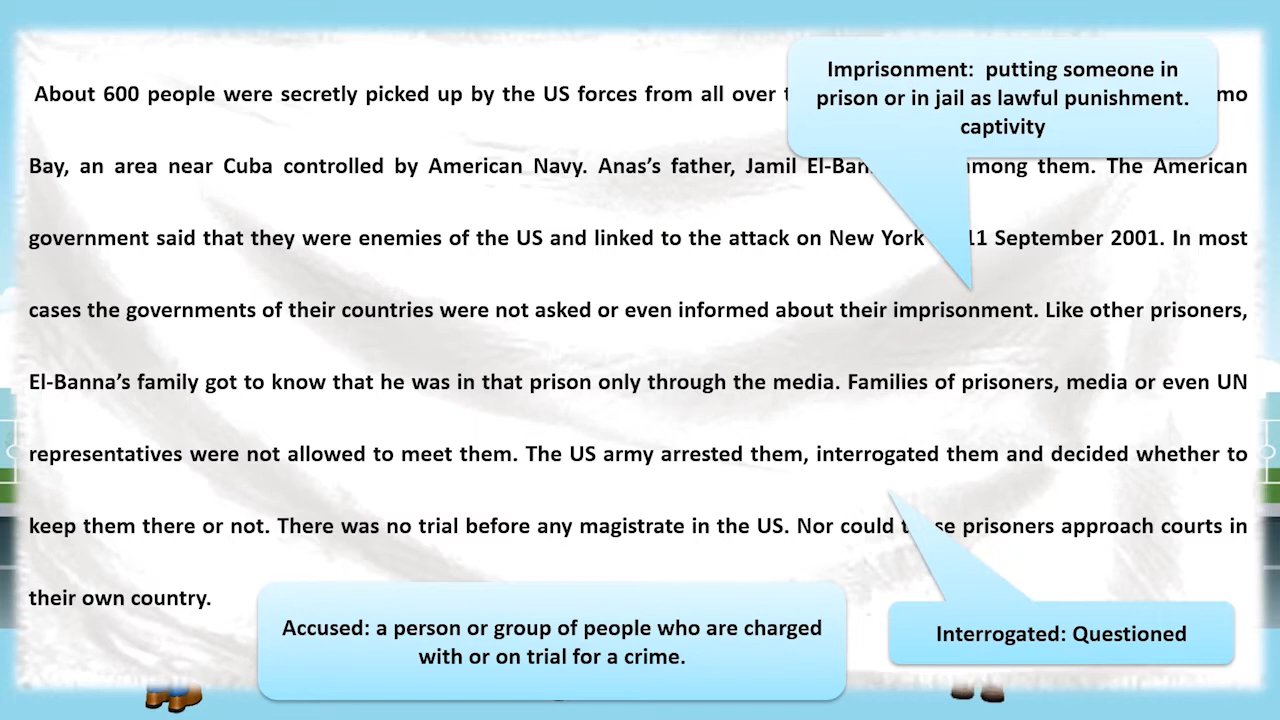 About 600 people were secretly picked up by the US forces from all over
Bay, an area near Cuba controlled by American Navy. Anas's father, Jamil among them. The American
government said that they were enemies of the US and linked to the attack on New York 11 September 2001. In most
cases the governments of their countries were not asked or even informed about their imprisonment. Like other prisoners,
El-Banna's family got to know that he was in that prison only through the media. Families of prisoners, media or even UN
representatives were not allowed to meet them. The US army arrested them, interrogated them and decided whether to
keep them there or not. There was no trial before any magistrate in the US. Nor could prisoners approach courts in
their own country.
Imprisonment: putting someone in
prison or in jail as lawful punishment.
captivity
Accused: a person or group of people who are charged
with or on trial for a crime.
Interrogated: Questioned